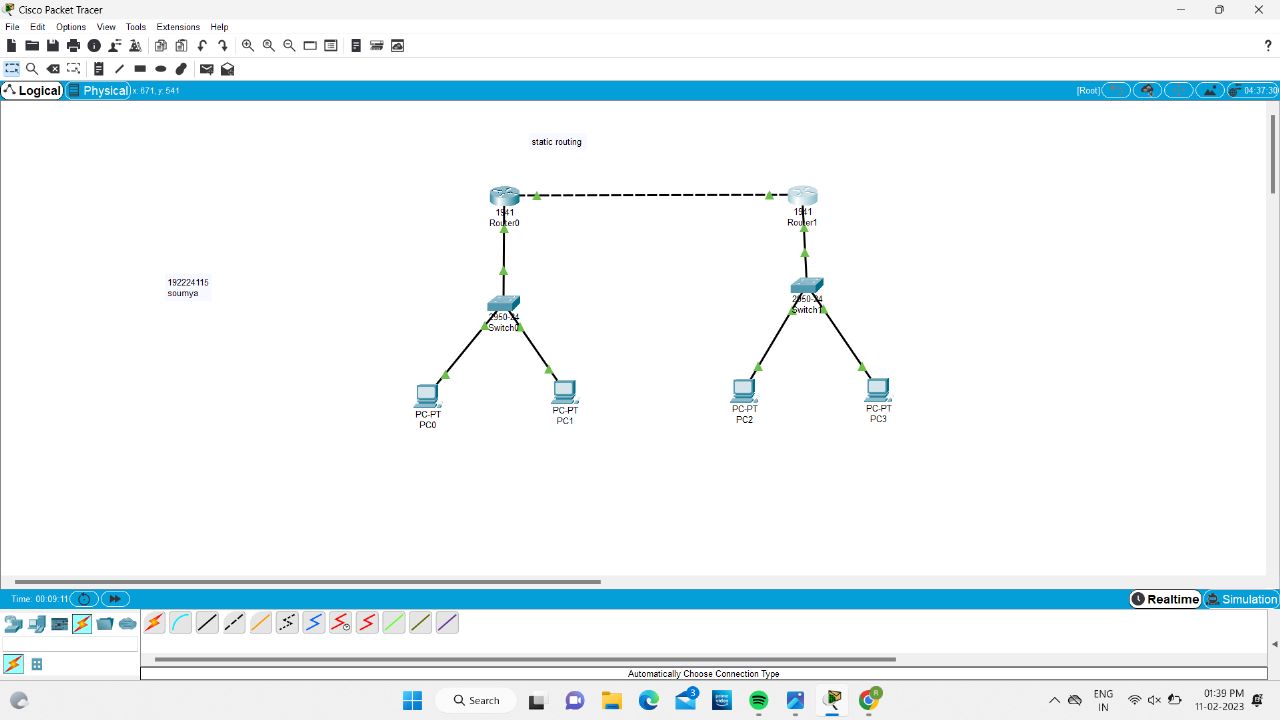 Cisco Packet Tracer
File Edit Options View Tools Extensions Help
?
Logical Physical x: 671, y: 541 [Root] 04:37:30
static routing
1941
Router0
1941
Router1
192224115
soumya
2950-24
Switch0
2950-24
Switch1
PC-PT
PC0
PC-PT
PC1
PC-PT
PC2
PC-PT
PC3
Time: 00:09:11 Realtime Simulation
Automatically Choose Connection Type
Search
3
prime video
R
ENG
IN
01:39 PM
11-02-2023